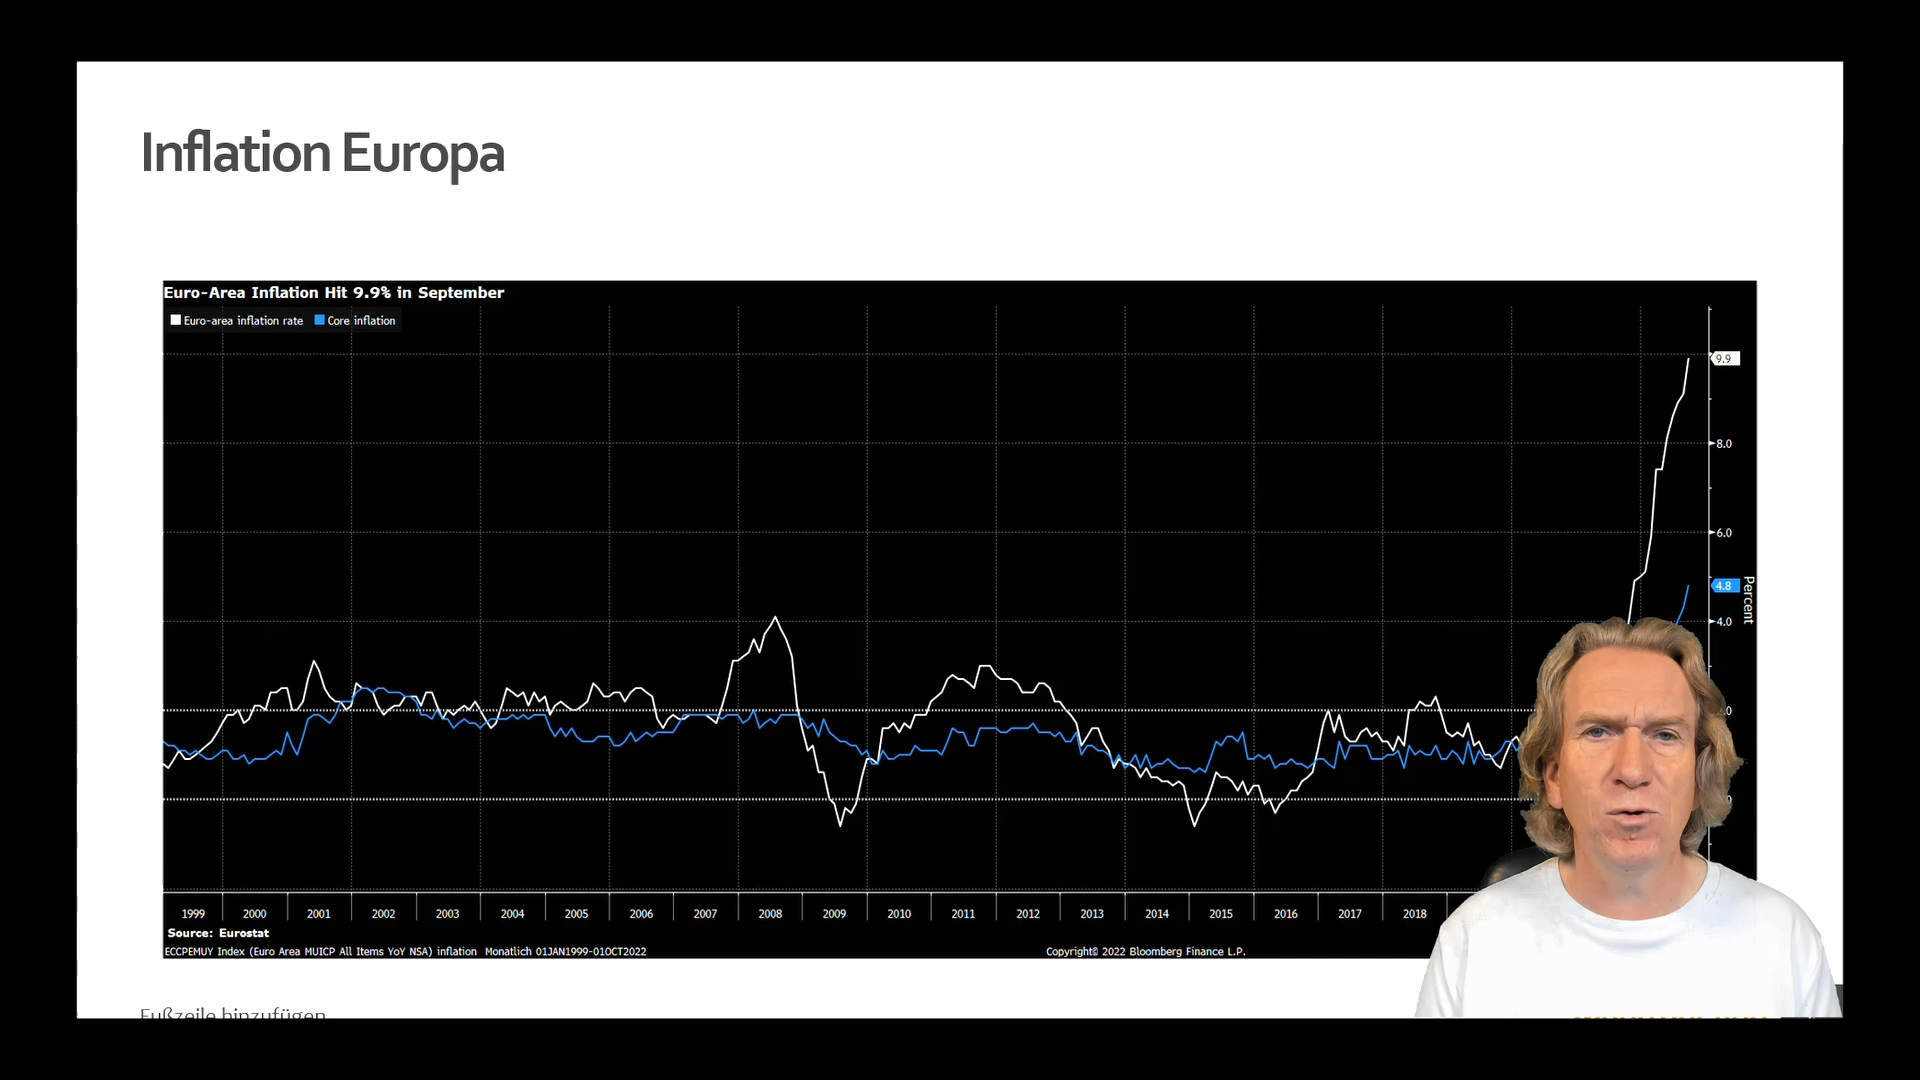 Inflation Europa
Euro-Area Inflation Hit 9.9% in September
Euro-area inflation rate Core inflation
9.9
8.0
6.0
4.8
Percent
4.0
1999 2000 2001 2002 2003 2004 2005 2006 2007 2008 2009 2010 2011 2012 2013 2014 2015 2016 2017 2018
Source: Eurostat
ECCPEMUY Index (Euro Area MUICP All Items YoY NSA) inflation Monatlich 01JAN1999-01OCT2022
Copyright© 2022 Bloomberg Finance L.P.
Fußzeile hinzufügen